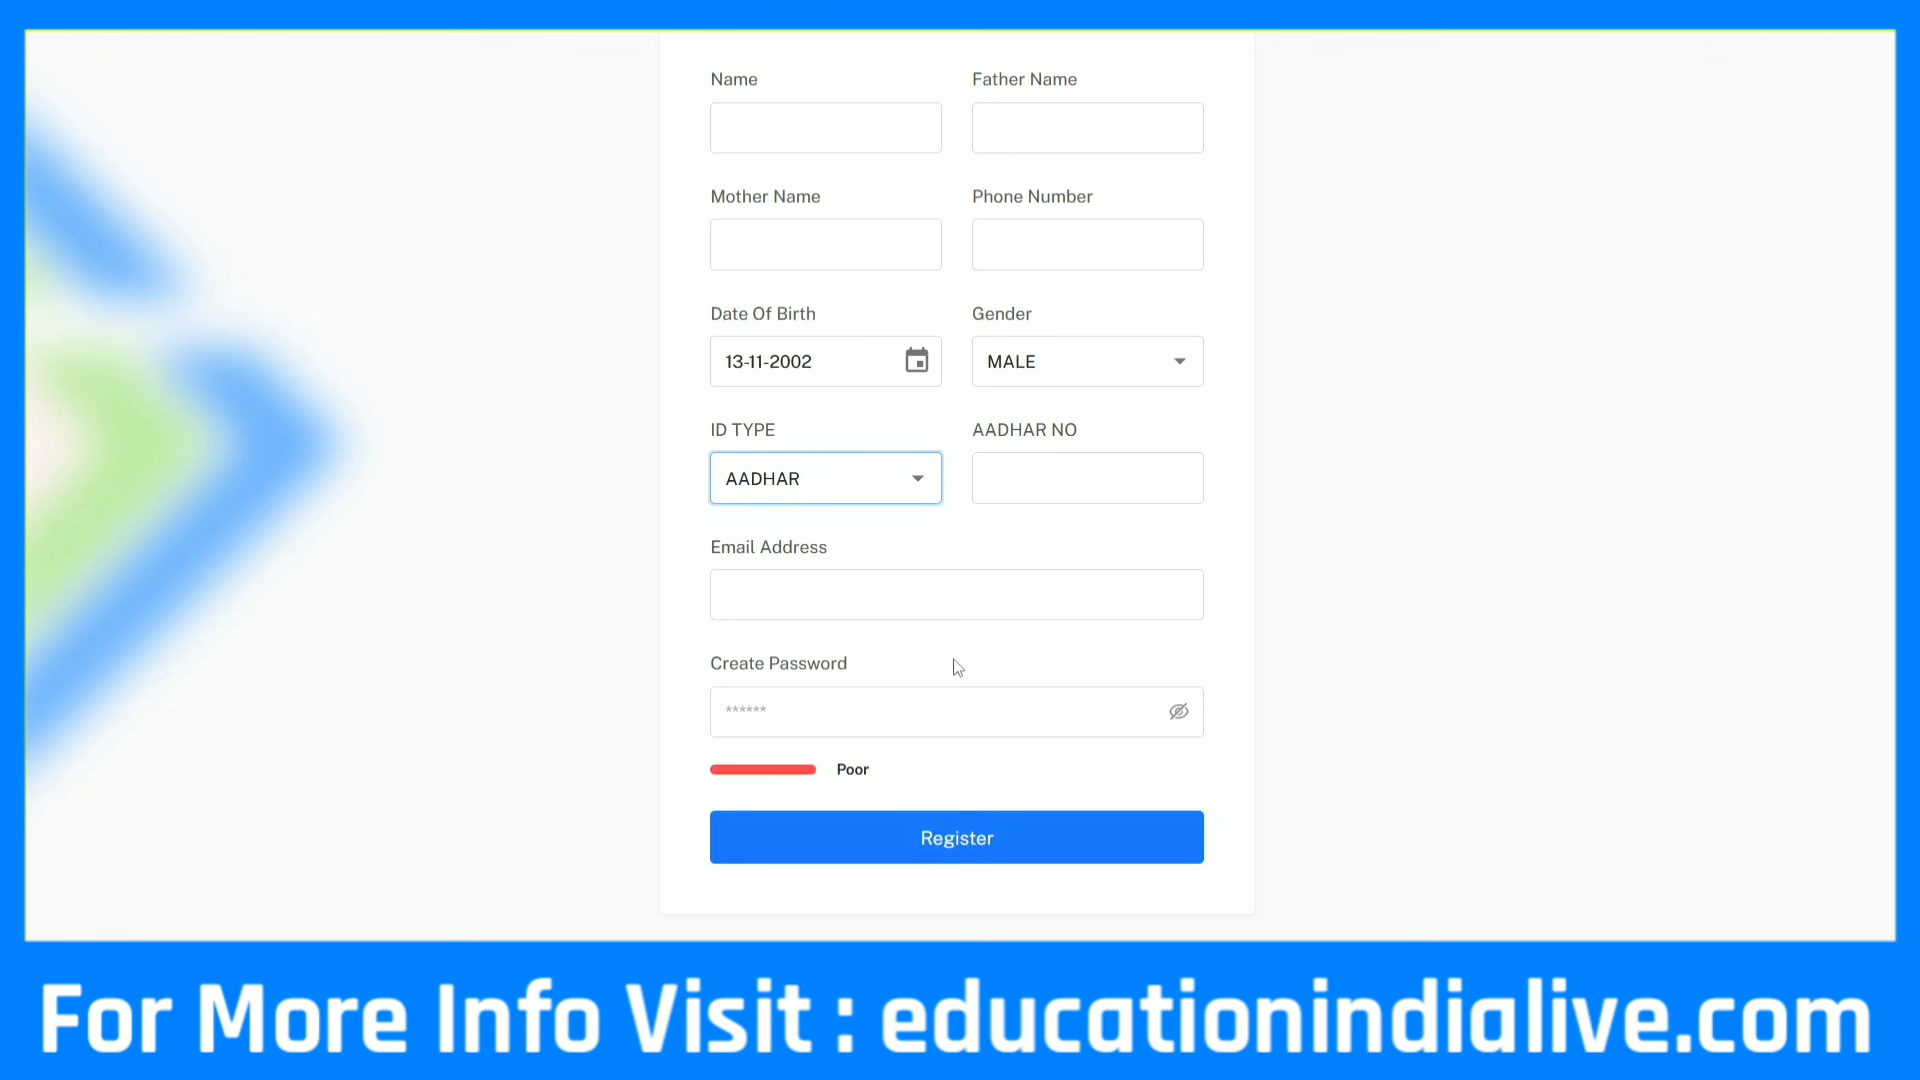 Name
Father Name
Mother Name
Phone Number
Date Of Birth
Gender
13-11-2002
MALE
ID TYPE
AADHAR NO
AADHAR
Email Address
Create Password
******
Poor
Register
For More Info Visit : educationindialive.com